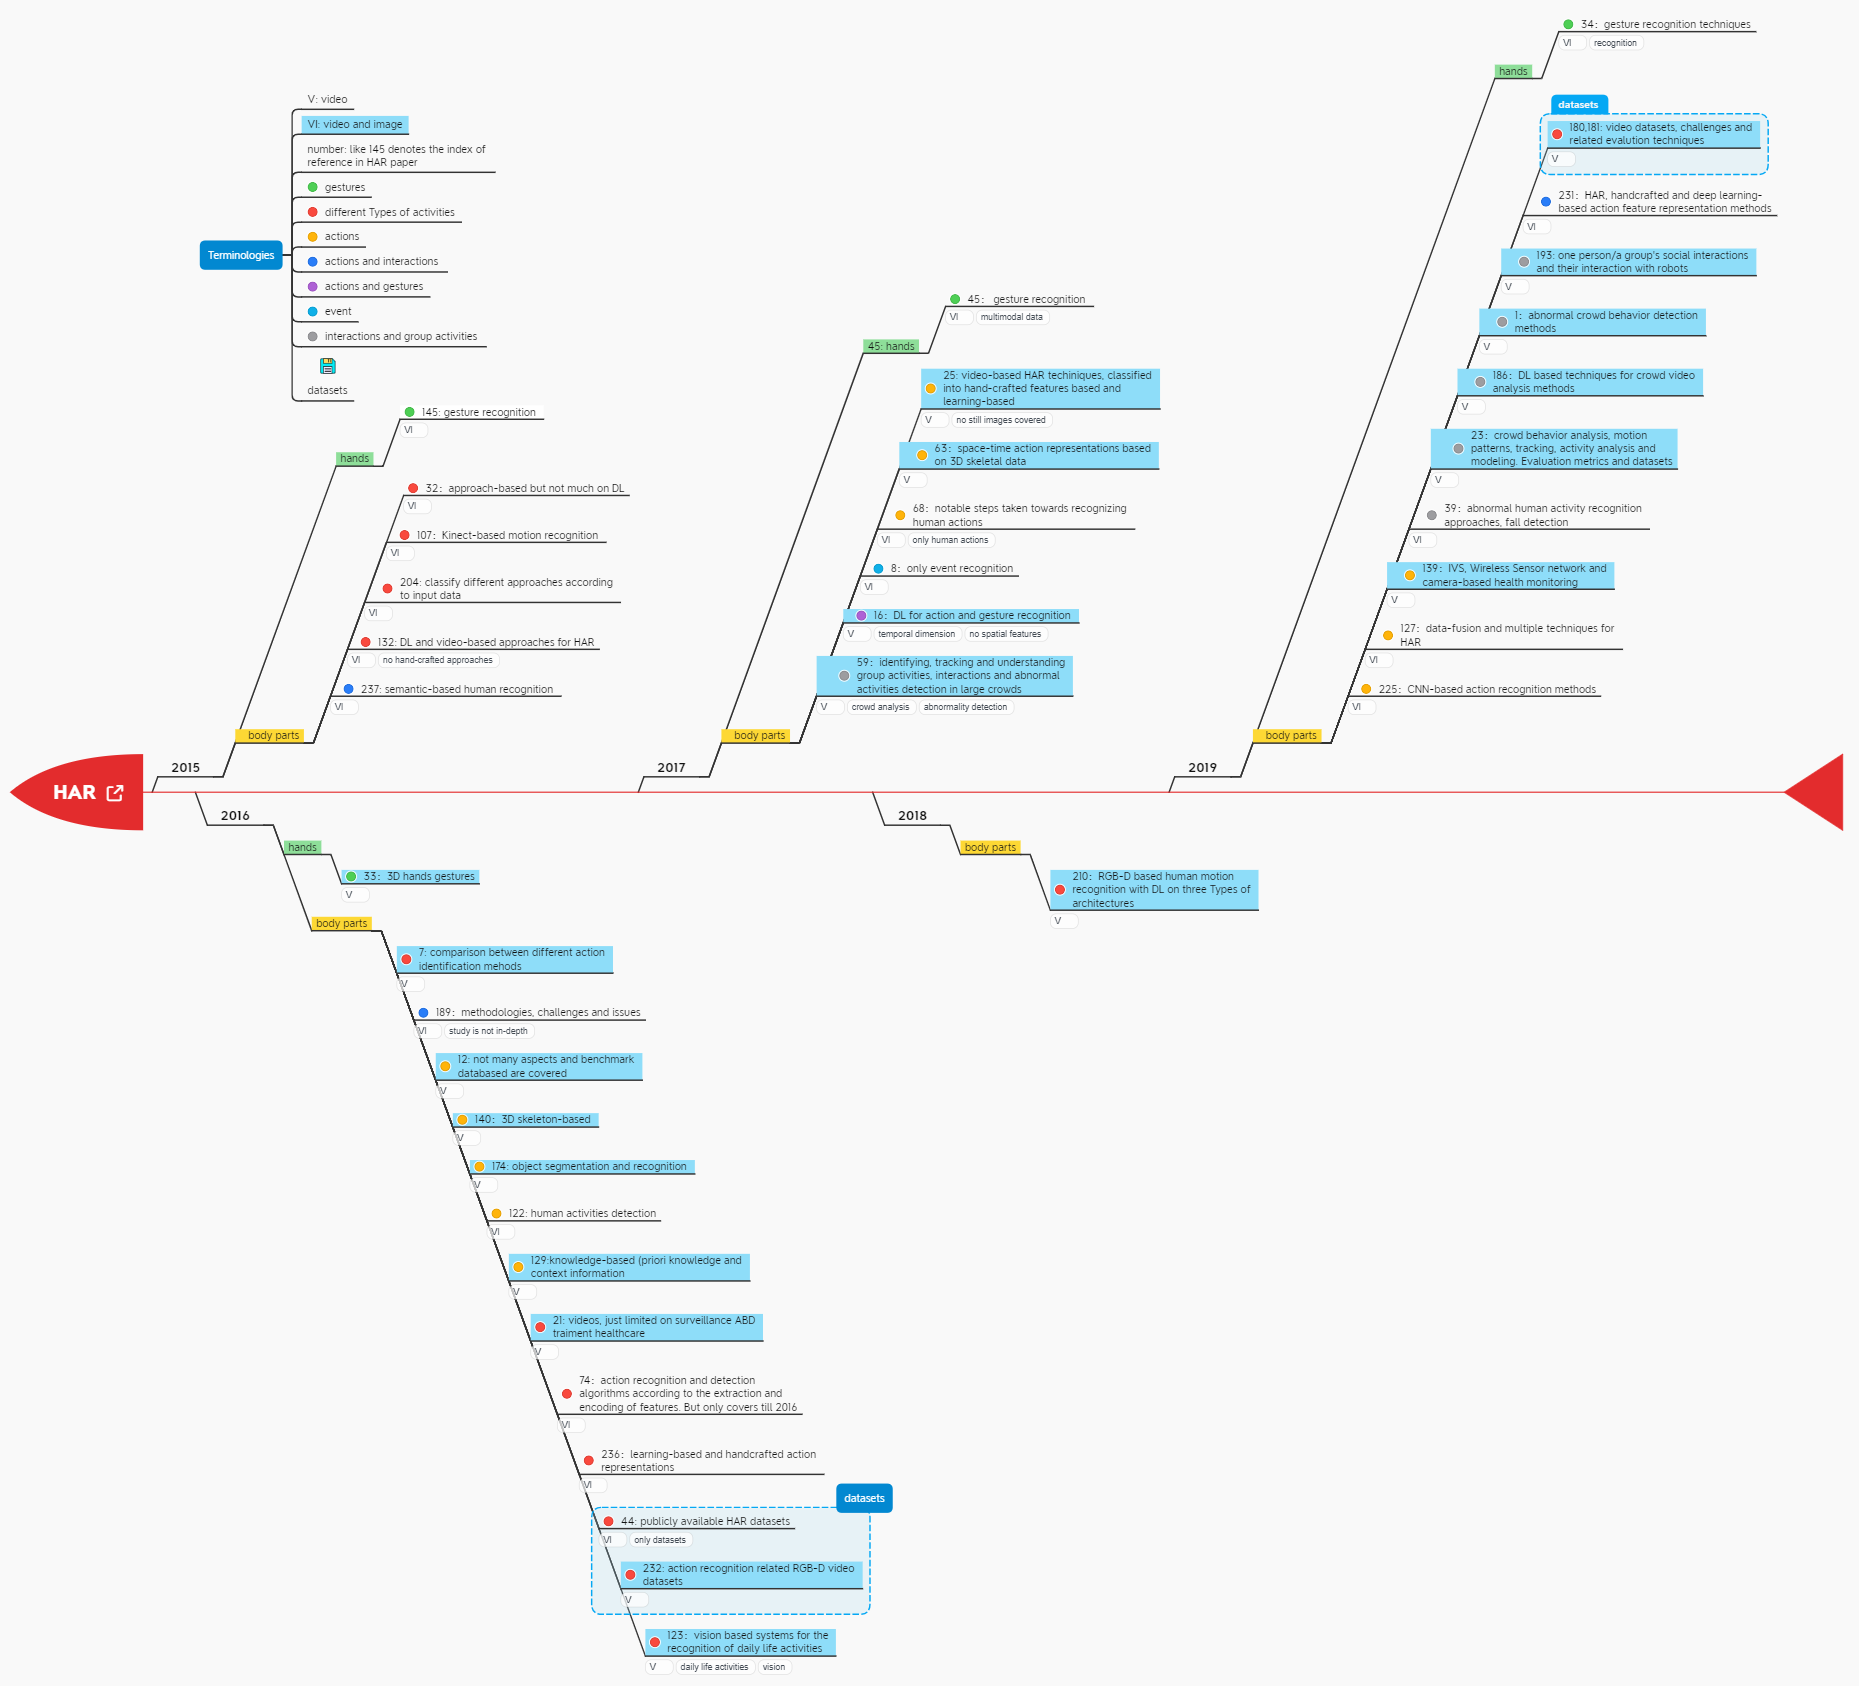 V: video
VI: video and image
number: like 145 denotes the index of
reference in HAR paper
gestures
different Types of activities
actions
Terminologies
actions and interactions
actions and gestures
event
interactions and group activities
datasets
145: gesture recognition
VI
hands
32: approach-based but not much on DL
VI
107: Kinect-based motion recognition
VI
204: classify different approaches according
to input data
VI
132: DL and video-based approaches for HAR
VI
no hand-crafted approaches
237: semantic-based human recognition
VI
body parts
2015
45: gesture recognition
VI
multimodal data
45: hands
25: video-based HAR techiniques, classified
into hand-crafted features based and
learning-based
V
no still images covered
63: space-time action representations based
on 3D skeletal data
V
68: notable steps taken towards recognizing
human actions
VI
only human actions
8: only event recognition
VI
16: DL for action and gesture recognition
V
temporal dimension
no spatial features
59: identifying, tracking and understanding
group activities, interactions and abnormal
activities detection in large crowds
V
crowd analysis
abnormality detection
body parts
2017
34: gesture recognition techniques
VI
recognition
hands
datasets
180,181: video datasets, challenges and
related evalution techniques
V
231: HAR, handcrafted and deep learning-
based action feature representation methods
VI
193: one person/a group's social interactions
and their interaction with robots
V
1: abnormal crowd behavior detection
methods
V
186: DL based techniques for crowd video
analysis methods
V
23: crowd behavior analysis, motion
patterns, tracking, activity analysis and
modeling. Evaluation metrics and datasets
V
39: abnormal human activity recognition
approaches, fall detection
VI
139: IVS, Wireless Sensor network and
camera-based health monitoring
V
127: data-fusion and multiple techniques for
HAR
VI
225: CNN-based action recognition methods
VI
body parts
2019
HAR
2016
hands
33: 3D hands gestures
V
body parts
7: comparison between different action
identification mehods
V
189: methodologies, challenges and issues
VI
study is not in-depth
12: not many aspects and benchmark
databased are covered
V
140: 3D skeleton-based
V
174: object segmentation and recognition
V
122: human activities detection
VI
129:knowledge-based (priori knowledge and
context information
V
21: videos, just limited on surveillance ABD
traiment healthcare
V
74: action recognition and detection
algorithms according to the extraction and
encoding of features. But only covers till 2016
VI
236: learning-based and handcrafted action
representations
VI
datasets
44: publicly available HAR datasets
VI
only datasets
232: action recognition related RGB-D video
datasets
V
123: vision based systems for the
recognition of daily life activities
V
daily life activities
vision
2018
body parts
210: RGB-D based human motion
recognition with DL on three Types of
architectures
V